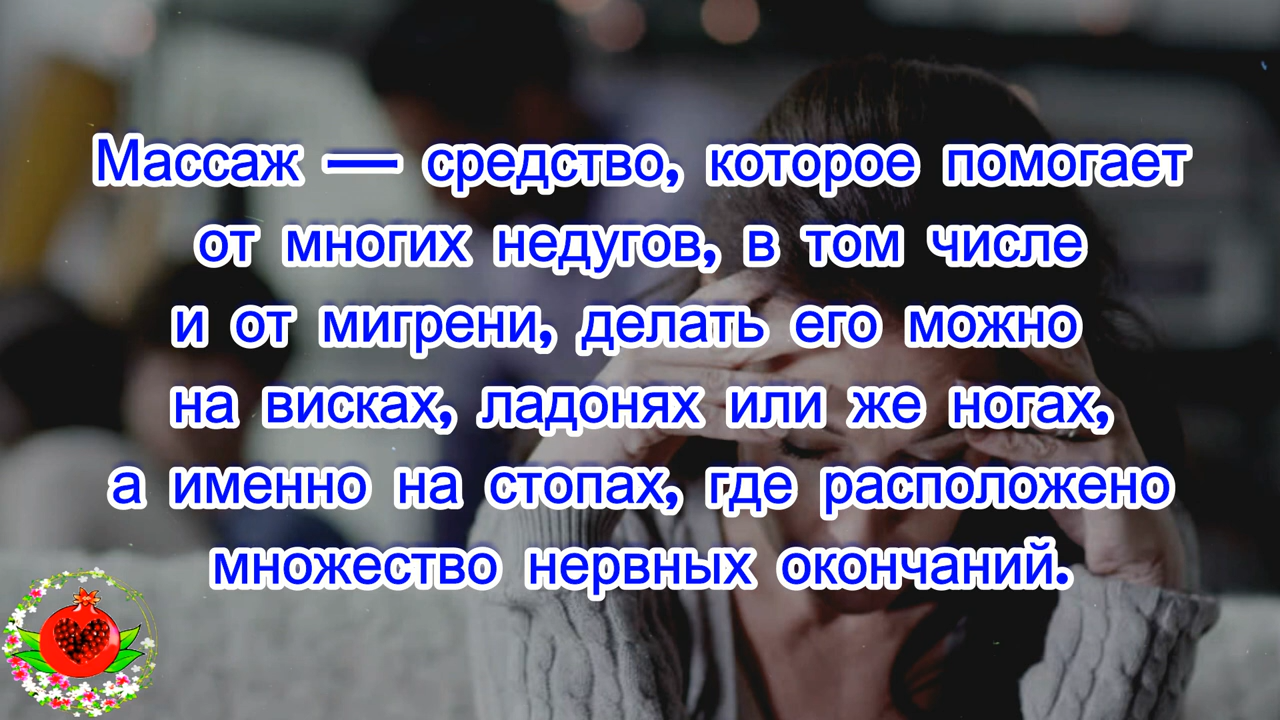 Массаж — средство, которое помогает
от многих недугов, в том числе
и от мигрени, делать его можно
на висках, ладонях или же ногах,
а именно на стопах, где расположено
множество нервных окончаний.